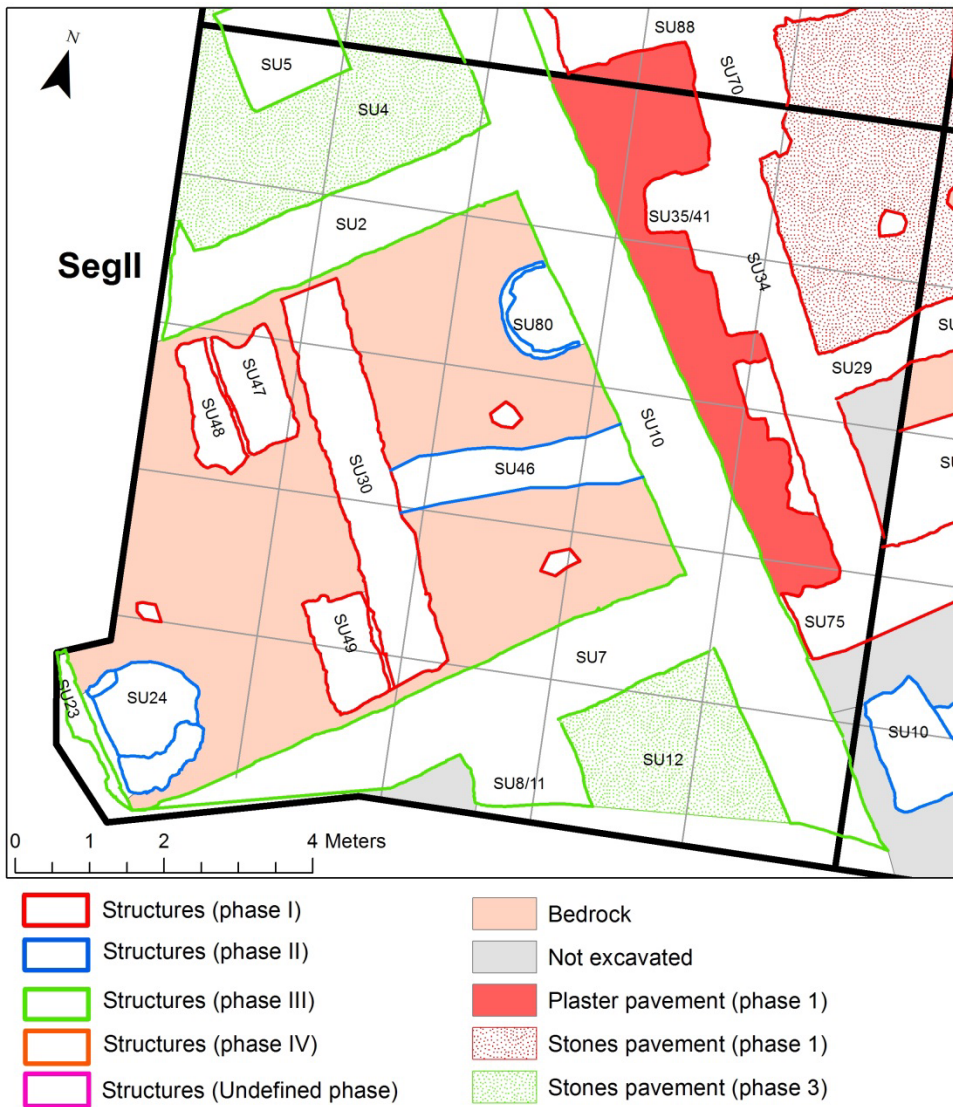 N
SU88
SU5
SU70
SU4
SU2
SU35/41
SegII
SU34
SU80
SU
SU29
SU47
SU48
SU10
SU46
SU
SU30
SU49
SU75
SU7
SU23
SU24
SU10
SU12
SU8/11
0 1 2 4 Meters
Structures (phase I)
Structures (phase II)
Structures (phase III)
Structures (phase IV)
Structures (Undefined phase)
Bedrock
Not excavated
Plaster pavement (phase 1)
Stones pavement (phase 1)
Stones pavement (phase 3)